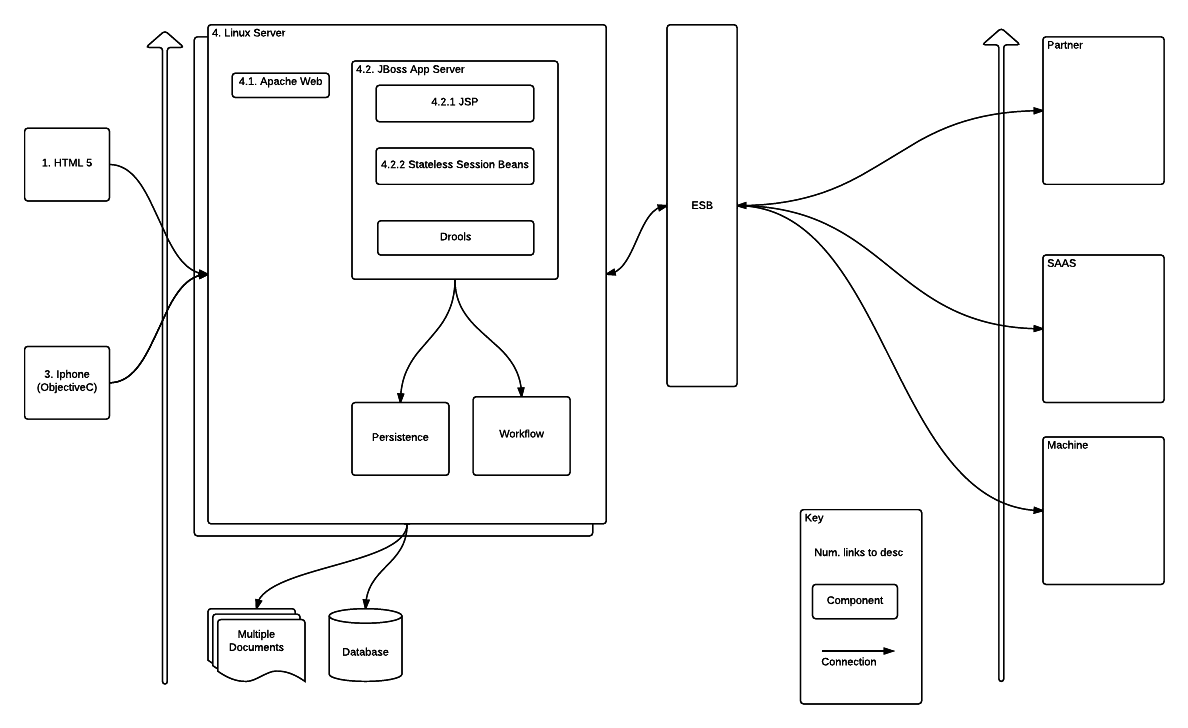 4. Linux Server
4.1. Apache Web
4.2. JBoss App Server
4.2.1 JSP
4.2.2 Stateless Session Beans
Drools
1. HTML 5
3. Iphone
(ObjectiveC)
Persistence
Workflow
Multiple
Documents
Database
ESB
Partner
SAAS
Machine
Key
Num. links to desc
Component
Connection